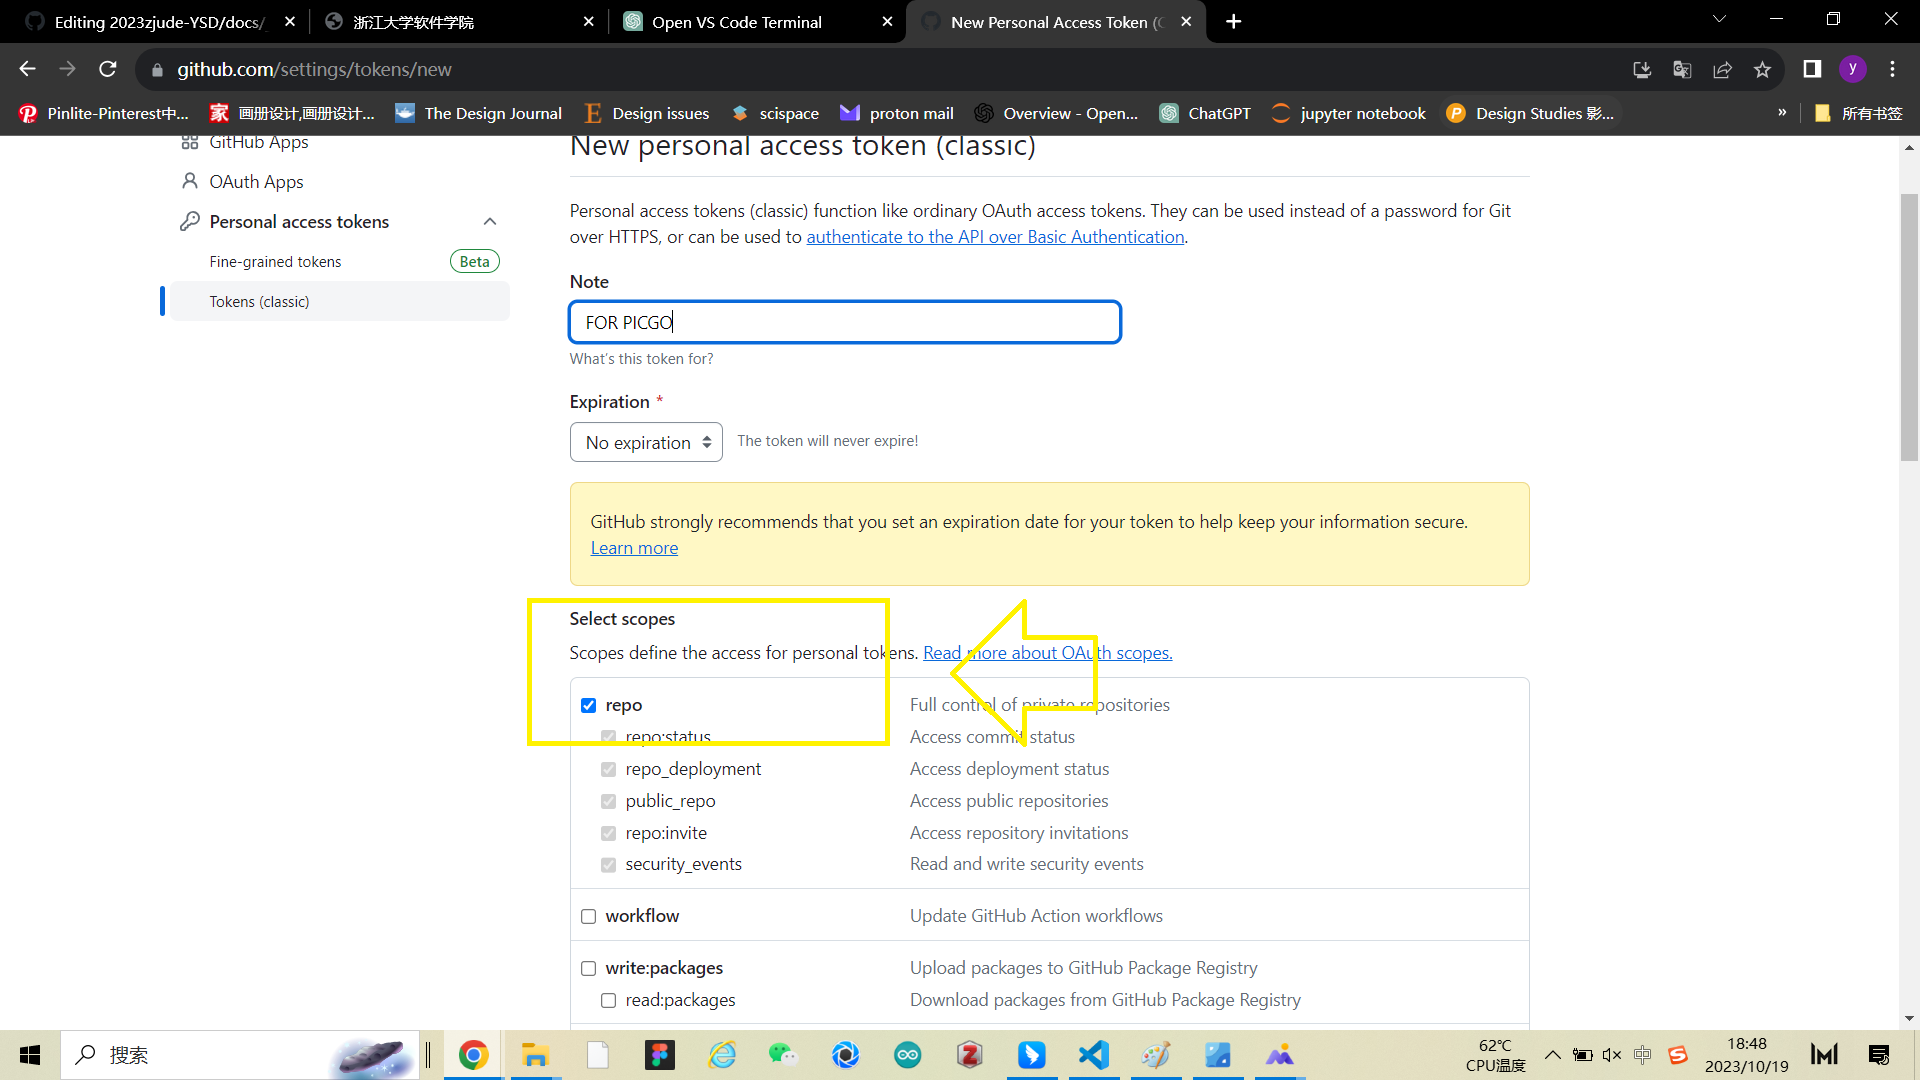 Editing 2023zjude-YSD/docs/
浙江大学软件学院
Open VS Code Terminal
New Personal Access Token (C
github.com/settings/tokens/new
y
Pinlite-Pinterest中...
家 画册设计,画册设计...
The Design Journal
Design issues
scispace
proton mail
Overview - Open...
ChatGPT
jupyter notebook
Design Studies 影...
»
所有书签
GitHub Apps
OAuth Apps
Personal access tokens
Fine-grained tokens
Beta
Tokens (classic)
New personal access token (classic)
Personal access tokens (classic) function like ordinary OAuth access tokens. They can be used instead of a password for Git
over HTTPS, or can be used to authenticate to the API over Basic Authentication.
Note
FOR PICGO
What's this token for?
Expiration *
No expiration
The token will never expire!
GitHub strongly recommends that you set an expiration date for your token to help keep your information secure.
Learn more
Select scopes
Scopes define the access for personal tokens. Read more about OAuth scopes.
repo Full control of private repositories
repo:status Access commit status
repo_deployment Access deployment status
public_repo Access public repositories
repo:invite Access repository invitations
security_events Read and write security events
workflow Update GitHub Action workflows
write:packages Upload packages to GitHub Package Registry
read:packages Download packages from GitHub Package Registry
搜索
62℃
CPU温度
中
18:48
2023/10/19